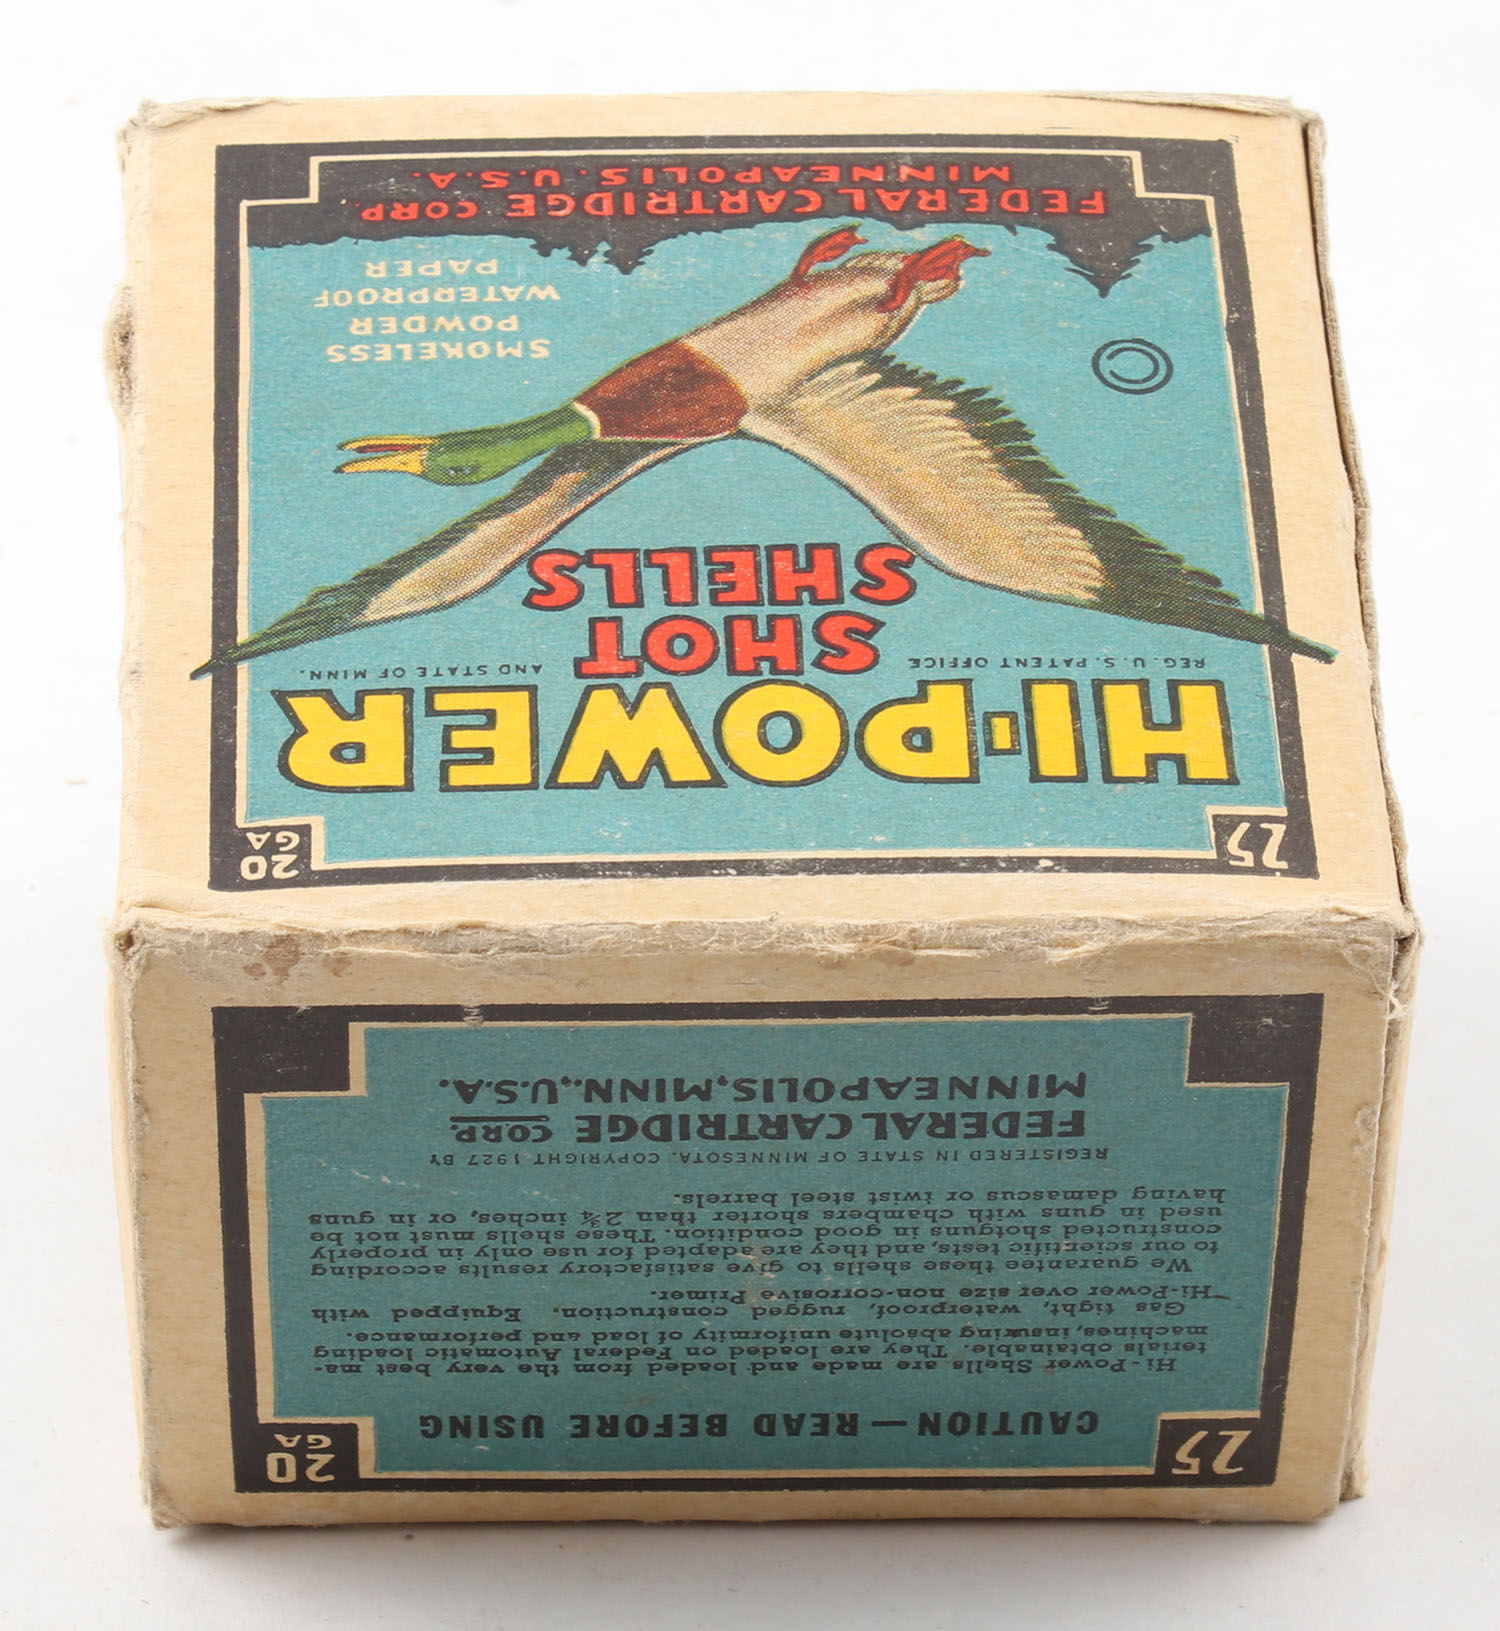 25
20
GA
HI-POWER
REG. U.S. PATENT OFFICE
AND STATE OF MINN.
SHOT
SHELLS
SMOKELESS
POWDER
WATERPROOF
PAPER
FEDERAL CARTRIDGE CORP.
MINNEAPOLIS. U.S.A.
25
20
GA
CAUTION—READ BEFORE USING
Hi-Power Shells are made and loaded from the very best ma-
terials obtainable. They are loaded on Federal Automatic loading
machines, insuring absolute uniformity of load and performance.
Gas tight, waterproof, rugged construction. Equipped with
Hi-Power over size non-corrosive Primer.
We guarantee these shells to give satisfactory results according
to our scientific tests, and they are adapted for use only in properly
constructed shotguns in good condition. These shells must not be
used in guns with chambers shorter than 2¾ inches, or in guns
having damascus or twist steel barrels.
REGISTERED IN STATE OF MINNESOTA. COPYRIGHT 1927 BY
FEDERAL CARTRIDGE CORP.
MINNEAPOLIS, MINN., U.S.A.